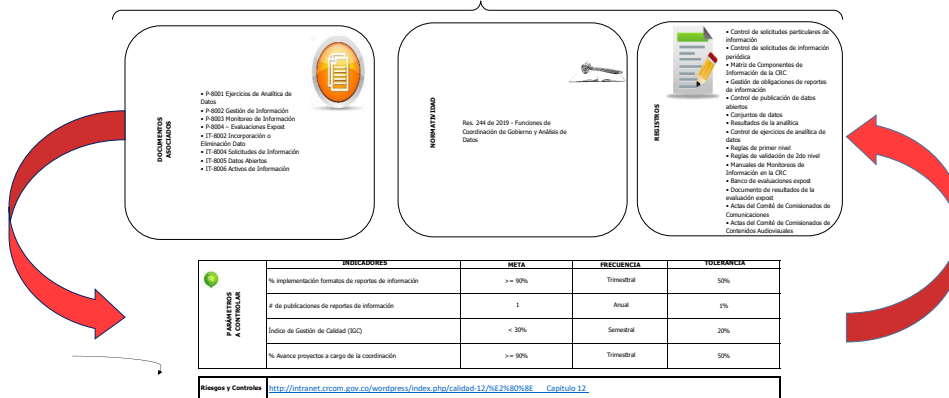 DOCUMENTOS
ASOCIADOS
• P-8001 Ejercicios de Analítica de
Datos
• P-8002 Gestión de Información
• P-8003 Monitoreo de Información
• P-8004 – Evaluaciones Expost
• IT-8002 Incorporación o
Eliminación Dato
• IT-8004 Solicitudes de Información
• IT-8005 Datos Abiertos
• IT-8006 Activos de Información
NORMATIVIDAD
Res. 244 de 2019 - Funciones de
Coordinación de Gobierno y Análisis de
Datos
REGISTROS
• Control de solicitudes particulares de
información
• Control de solicitudes de información
periódica
• Matriz de Componentes de
Información de la CRC
• Gestión de obligaciones de reportes
de información
• Control de publicación de datos
abiertos
• Conjuntos de datos
• Resultados de la analítica
• Control de ejercicios de analítica de
datos
• Reglas de primer nivel
• Reglas de validación de 2do nivel
• Manuales de Monitoreos de
Información en la CRC
• Banco de evaluaciones expost
• Documento de resultados de la
evaluación expost
• Actas del Comité de Comisionados de
Comunicaciones
• Actas del Comité de Comisionados de
Contenidos Audiovisuales
PARÁMETROS
A CONTROLAR
INDICADORES META FRECUENCIA TOLERANCIA
% implementación formatos de reportes de información >= 90% Trimesttral 50%
# de publicaciones de reportes de información 1 Anual 1%
Índice de Gestión de Calidad (IGC) < 30% Semestral 20%
% Avance proyectos a cargo de la coordinación >= 90% Trimesttral 50%
Riesgos y Controles http://intranet.crcom.gov.co/wordpress/index.php/calidad-12/%E2%80%8E Capítulo 12